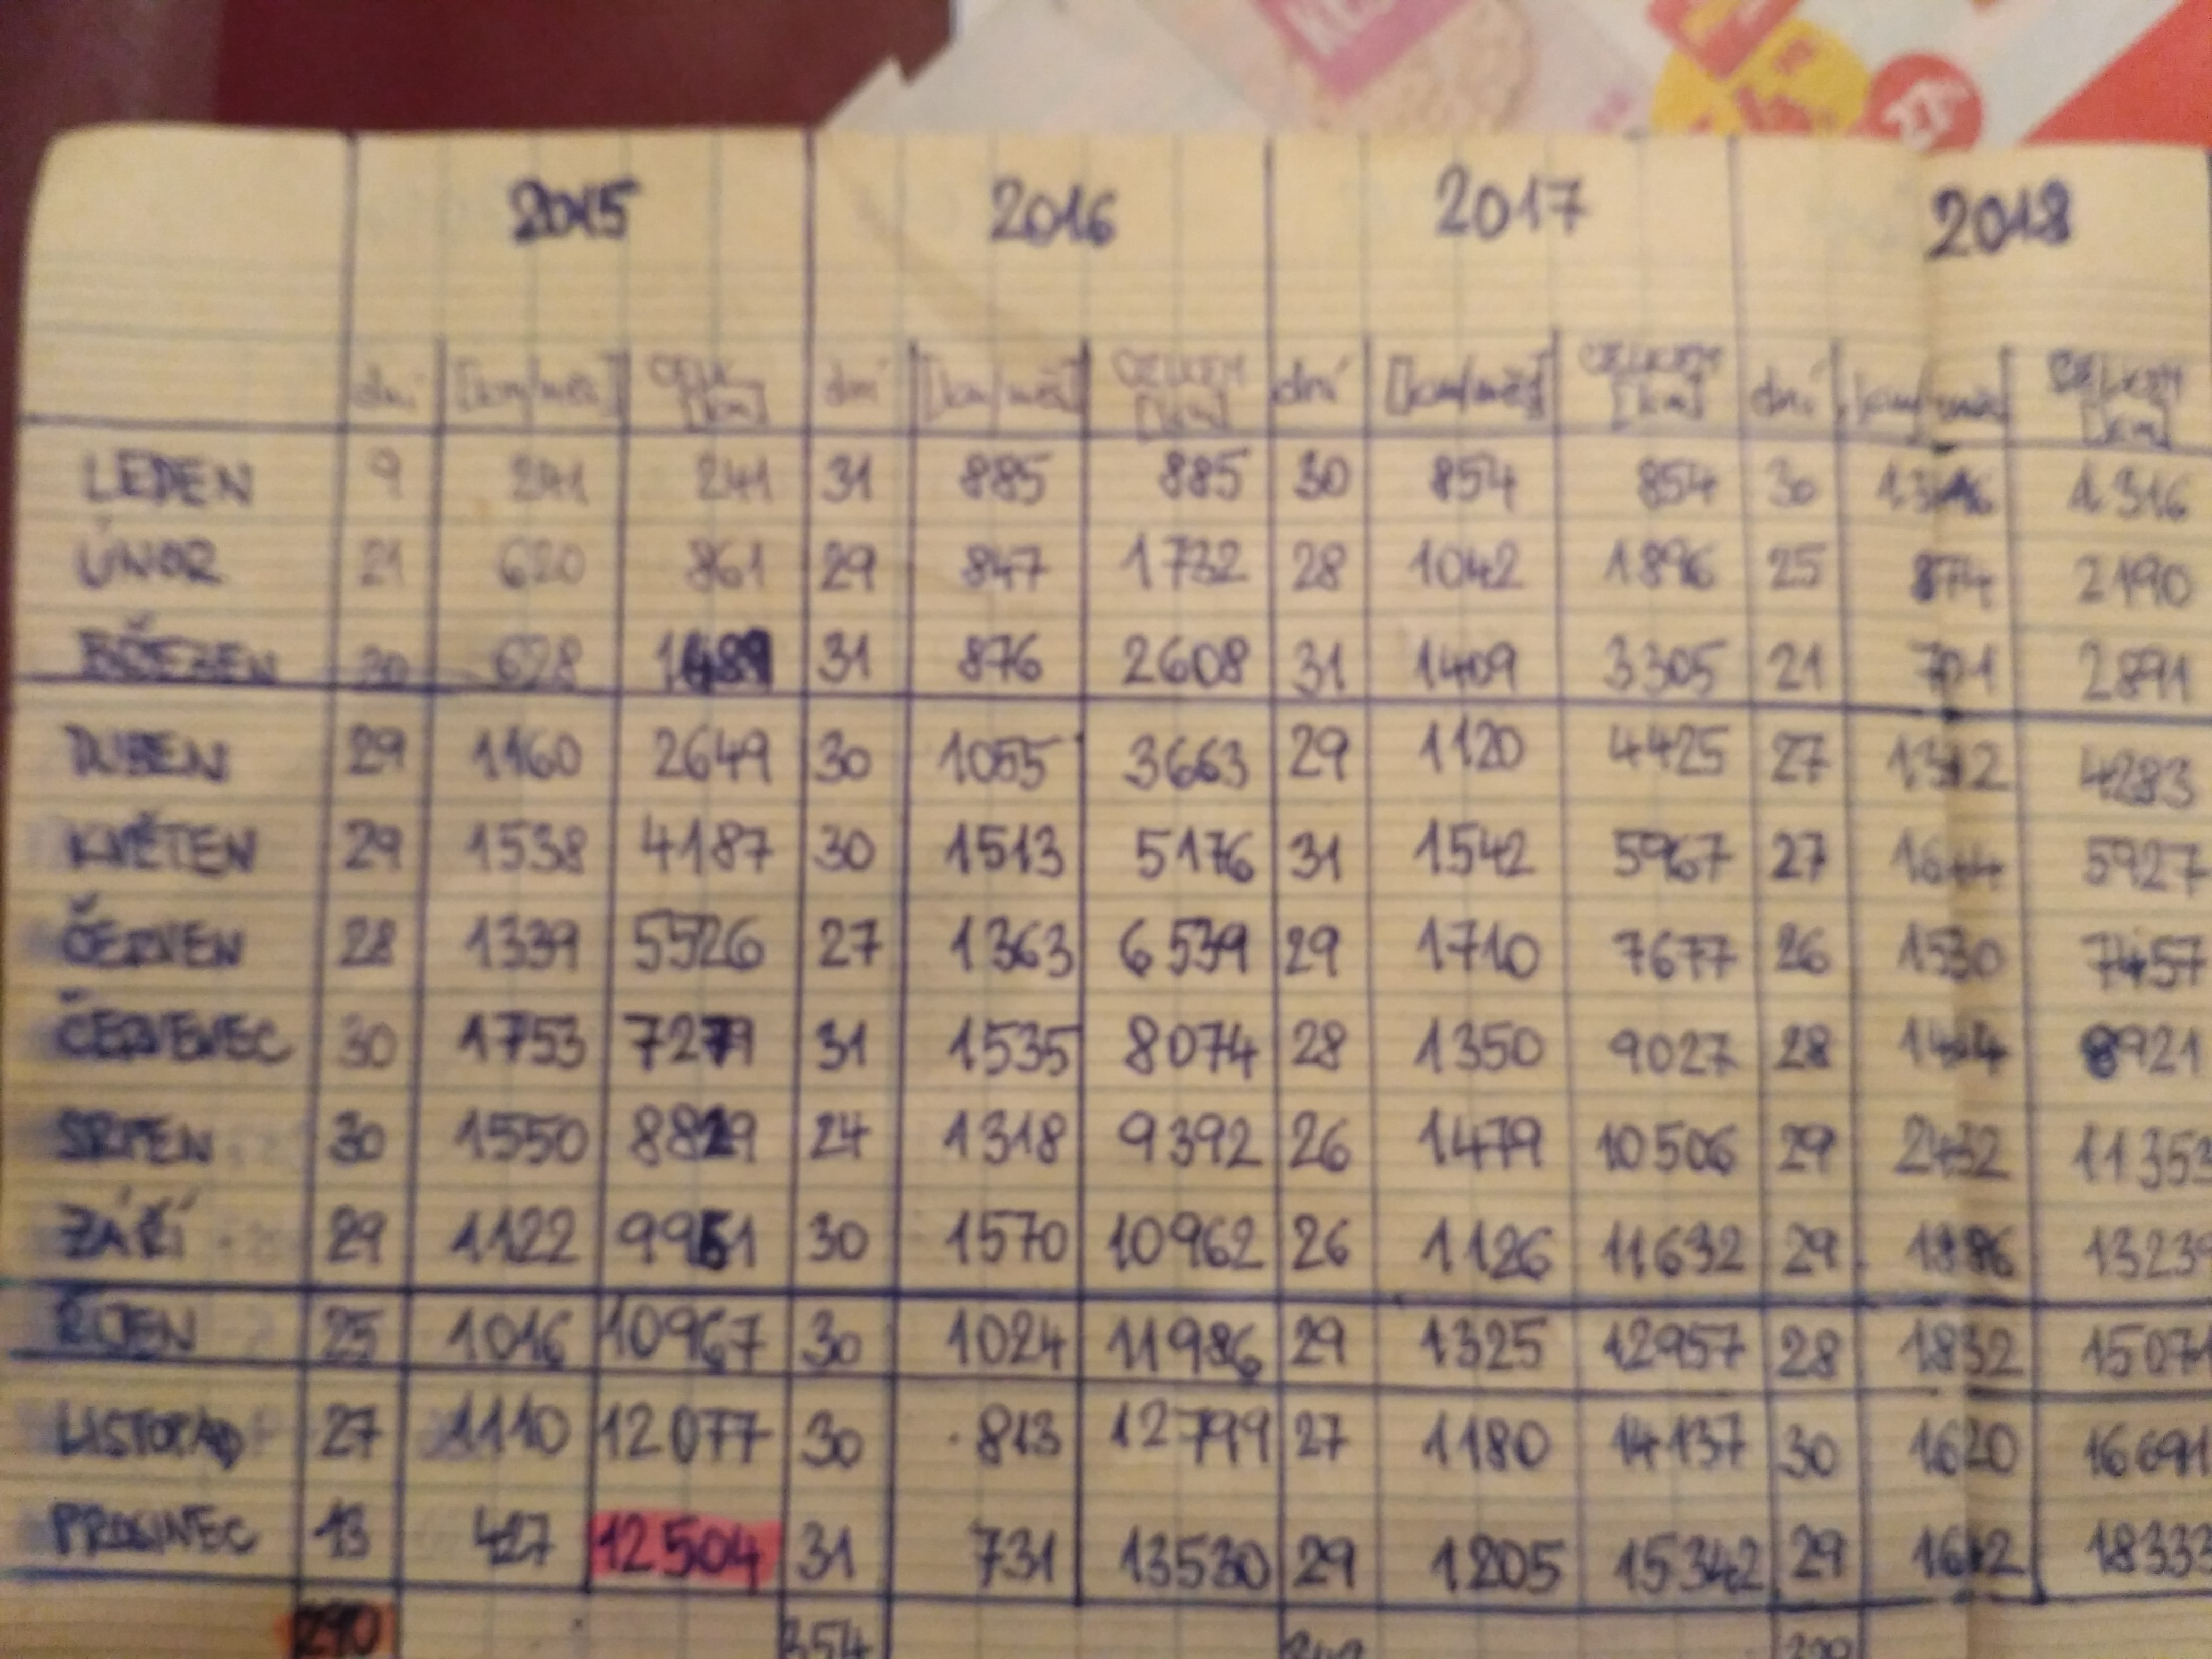 2015 2016 2017 2018
dní [km/měs] CELK. [km] dní [km/měs] CELKEM [km] dní [km/měs] CELKEM [km] dní [km/měs] CELKEM [km]
LEDEN 9 241 241 31 885 885 30 854 854 30 1316 1316
ÚNOR 21 620 861 29 847 1732 28 1042 1896 25 874 2190
BŘEZEN 30 628 1489 31 876 2608 31 1409 3305 21 701 2891
DUBEN 29 1160 2649 30 1055 3663 29 1120 4425 27 4283
KVĚTEN 29 1538 4187 30 1513 5176 31 1542 5967 27 1644 5927
ČERVEN 28 1339 5526 27 1363 6539 29 1710 7677 26 1530 7457
ČERVENEC 30 1753 7279 31 1535 8074 28 1350 9027 28 1464 8921
SRPEN 30 1550 8829 24 1318 9392 26 1479 10506 29 2432 11353
ZÁŘÍ 29 1122 9951 30 1570 10962 26 1126 11632 29 1886 13239
ŘÍJEN 25 1016 10967 30 1024 11986 29 1325 12957 28 1832 15071
LISTOPAD 27 1110 12077 30 813 12799 27 1180 14137 30 1620 16691
PROSINEC 13 427 12504 31 731 13530 29 1205 15342 29 1642 18333
290 354